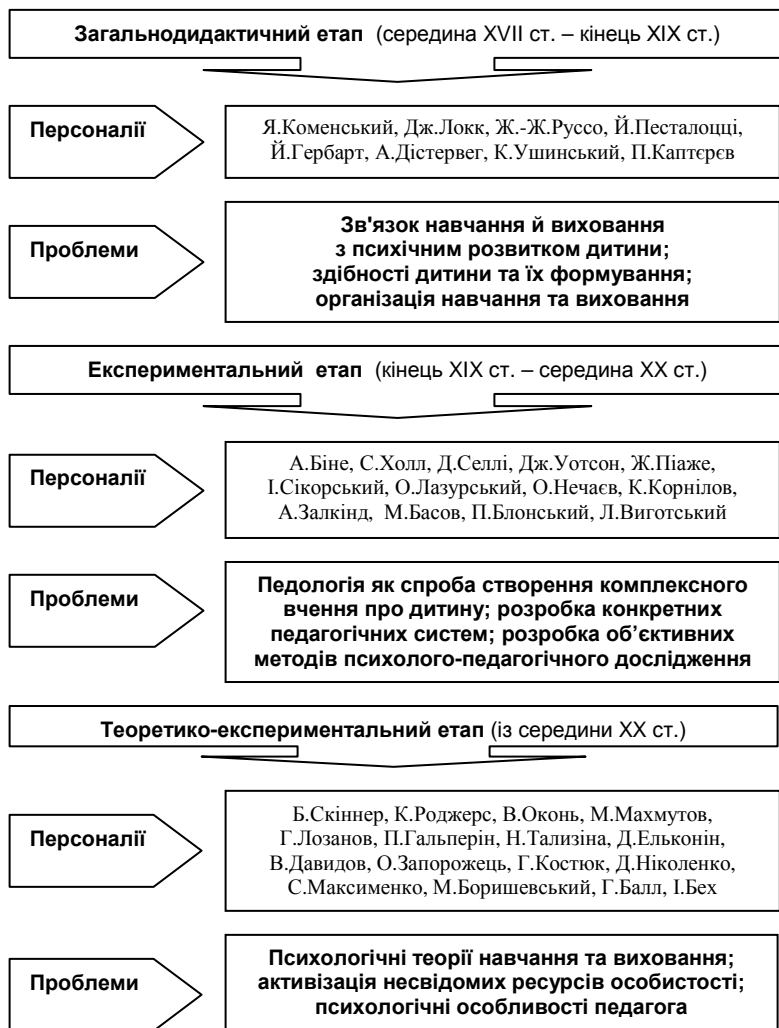 Загальнодидактичний етап (середина XVII ст. – кінець XIX ст.)
Персоналії
Я.Коменський, Дж.Локк, Ж.-Ж.Руссо, Й.Песталоцці,
Й.Гербарт, А.Дістервег, К.Ушинський, П.Каптєрєв
Проблеми
Зв'язок навчання й виховання
з психічним розвитком дитини;
здібності дитини та їх формування;
організація навчання та виховання
Експериментальний етап (кінець XIX ст. – середина XX ст.)
Персоналії
А.Біне, С.Холл, Д.Селлі, Дж.Уотсон, Ж.Піаже,
І.Сікорський, О.Лазурський, О.Нечаєв, К.Корнілов,
А.Залкінд, М.Басов, П.Блонський, Л.Виготський
Проблеми
Педологія як спроба створення комплексного
вчення про дитину; розробка конкретних
педагогічних систем; розробка об’єктивних
методів психолого-педагогічного дослідження
Теоретико-експериментальний етап (із середини XX ст.)
Персоналії
Б.Скіннер, К.Роджерс, В.Оконь, М.Махмутов,
Г.Лозанов, П.Гальперін, Н.Тализіна, Д.Ельконін,
В.Давидов, О.Запорожець, Г.Костюк, Д.Ніколенко,
С.Максименко, М.Боришевський, Г.Балл, І.Бех
Проблеми
Психологічні теорії навчання та виховання;
активізація несвідомих ресурсів особистості;
психологічні особливості педагога